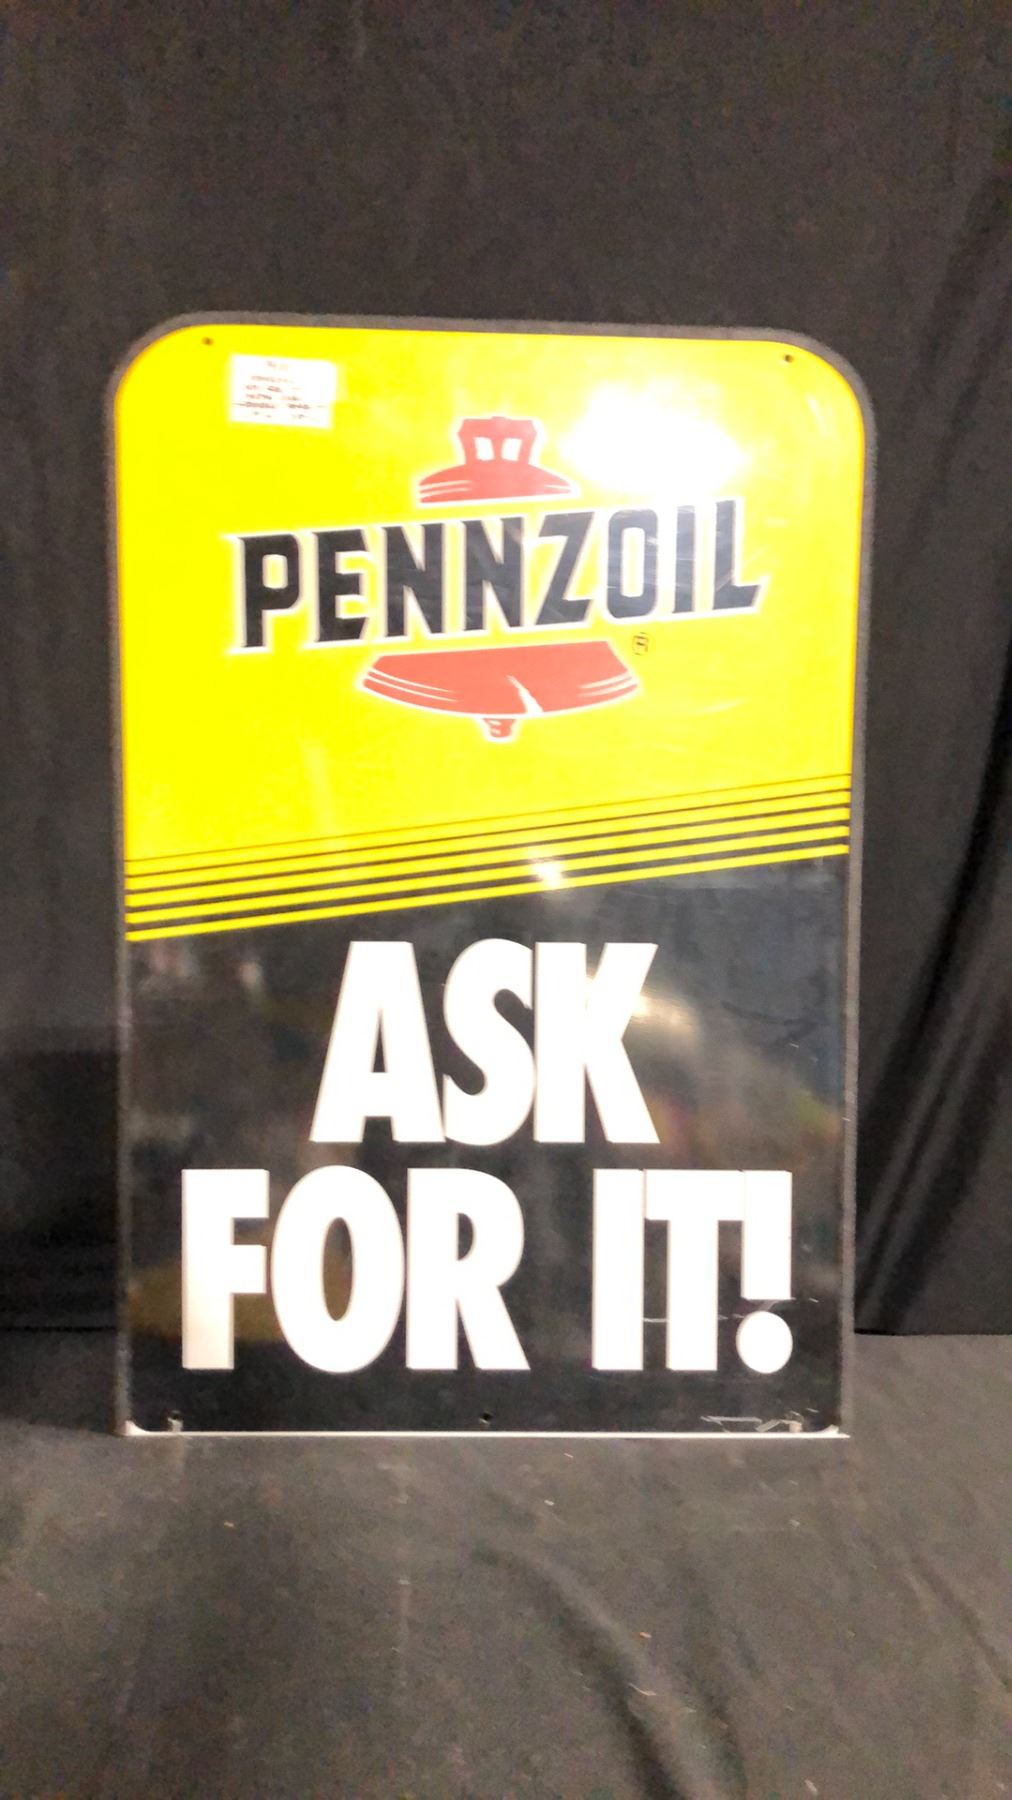 PENNZOIL
®
ASK
FOR IT!